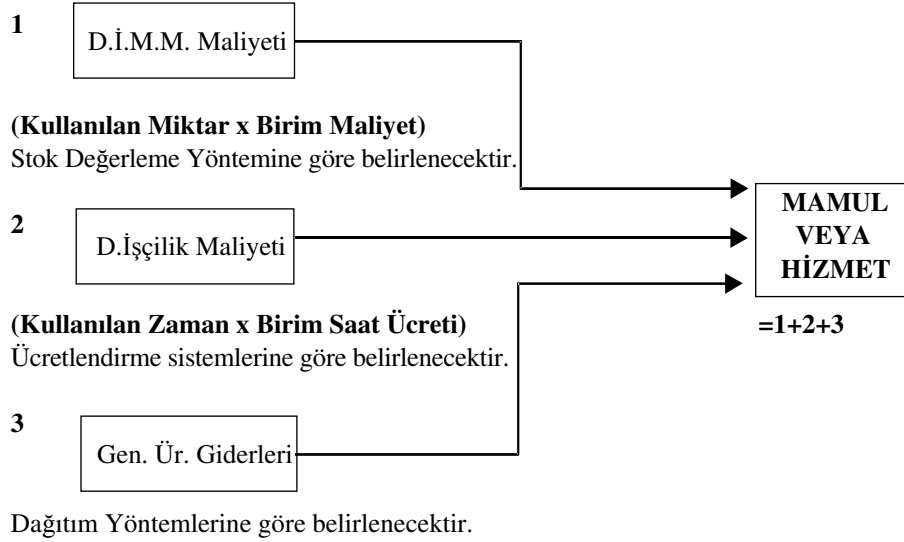 1
D.İ.M.M. Maliyeti
(Kullanılan Miktar x Birim Maliyet)
Stok Değerleme Yöntemine göre belirlenecektir.
2
D.İşçilik Maliyeti
(Kullanılan Zaman x Birim Saat Ücreti)
Ücretlendirme sistemlerine göre belirlenecektir.
3
Gen. Ür. Giderleri
Dağıtım Yöntemlerine göre belirlenecektir.
MAMUL
VEYA
HİZMET
=1+2+3